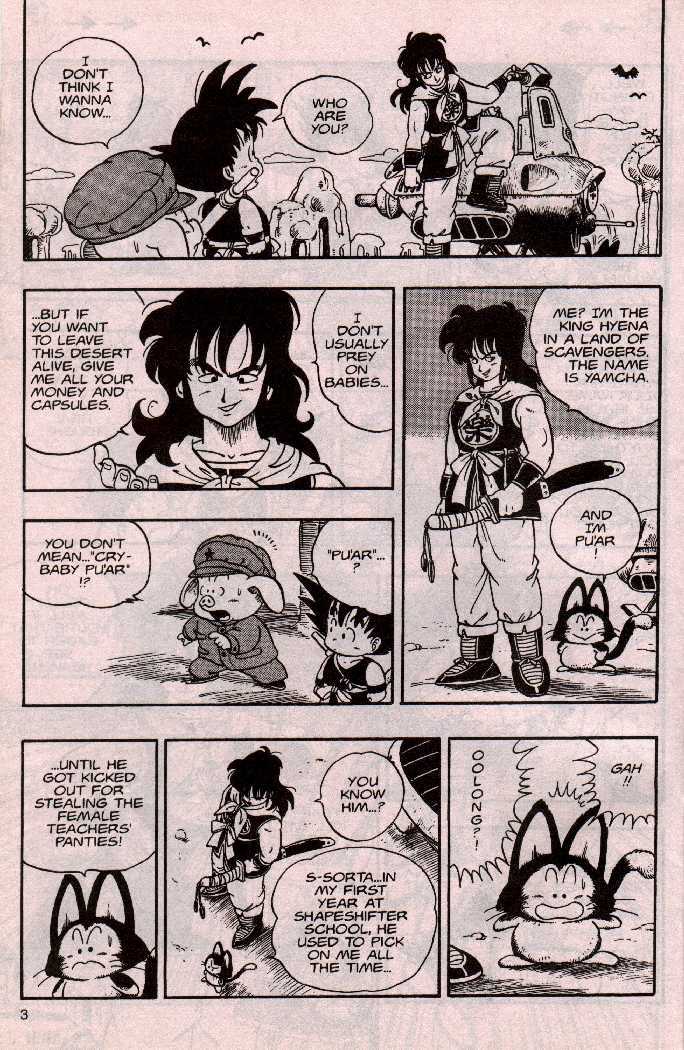 WHO
ARE
YOU?
I
DON'T
THINK I
WANNA
KNOW...
樂
ME? I'M THE
KING HYENA
IN A LAND OF
SCAVENGERS.
THE NAME
IS YAMCHA.
樂
AND
I'M
PU'AR
!
I
DON'T
USUALLY
PREY
ON
BABIES...
...BUT IF
YOU WANT
TO LEAVE
THIS DESERT
ALIVE, GIVE
ME ALL YOUR
MONEY AND
CAPSULES.
"PU'AR"...
?
YOU DON'T
MEAN..."CRY-
BABY PU'AR"
!?
GAH
!!
OOLONG?!
YOU
KNOW
HIM...?
S-SORTA...IN
MY FIRST
YEAR AT
SHAPESHIFTER
SCHOOL, HE
USED TO PICK
ON ME ALL
THE TIME...
...UNTIL HE
GOT KICKED
OUT FOR
STEALING THE
FEMALE
TEACHERS'
PANTIES!
3